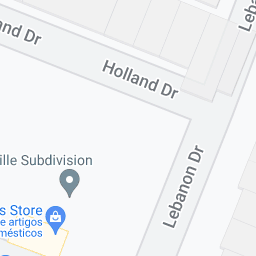 and Dr
Holland Dr
Leba
ille Subdivision
Lebanon Dr
s Store
e artigos
mésticos